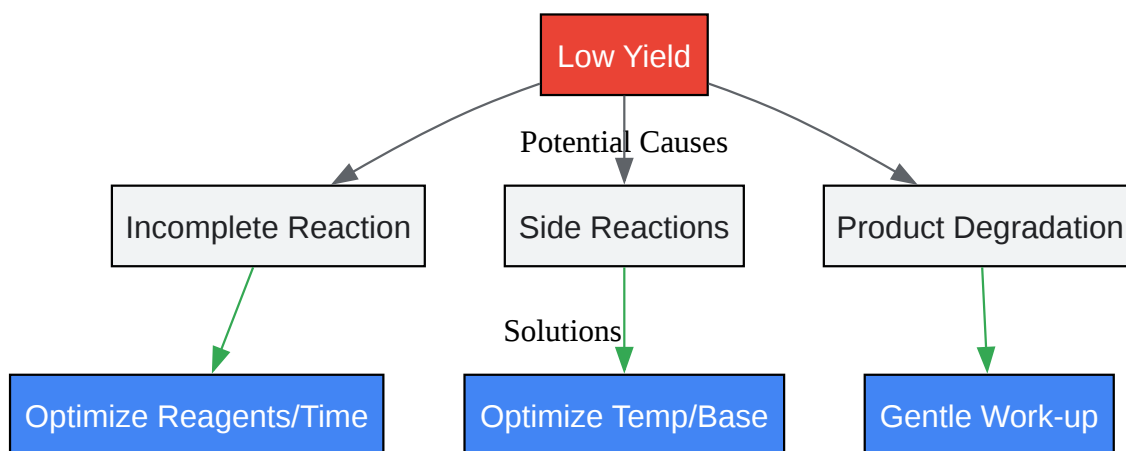 Low Yield
Potential Causes
Incomplete Reaction
Side Reactions
Product Degradation
Solutions
Optimize Reagents/Time
Optimize Temp/Base
Gentle Work-up